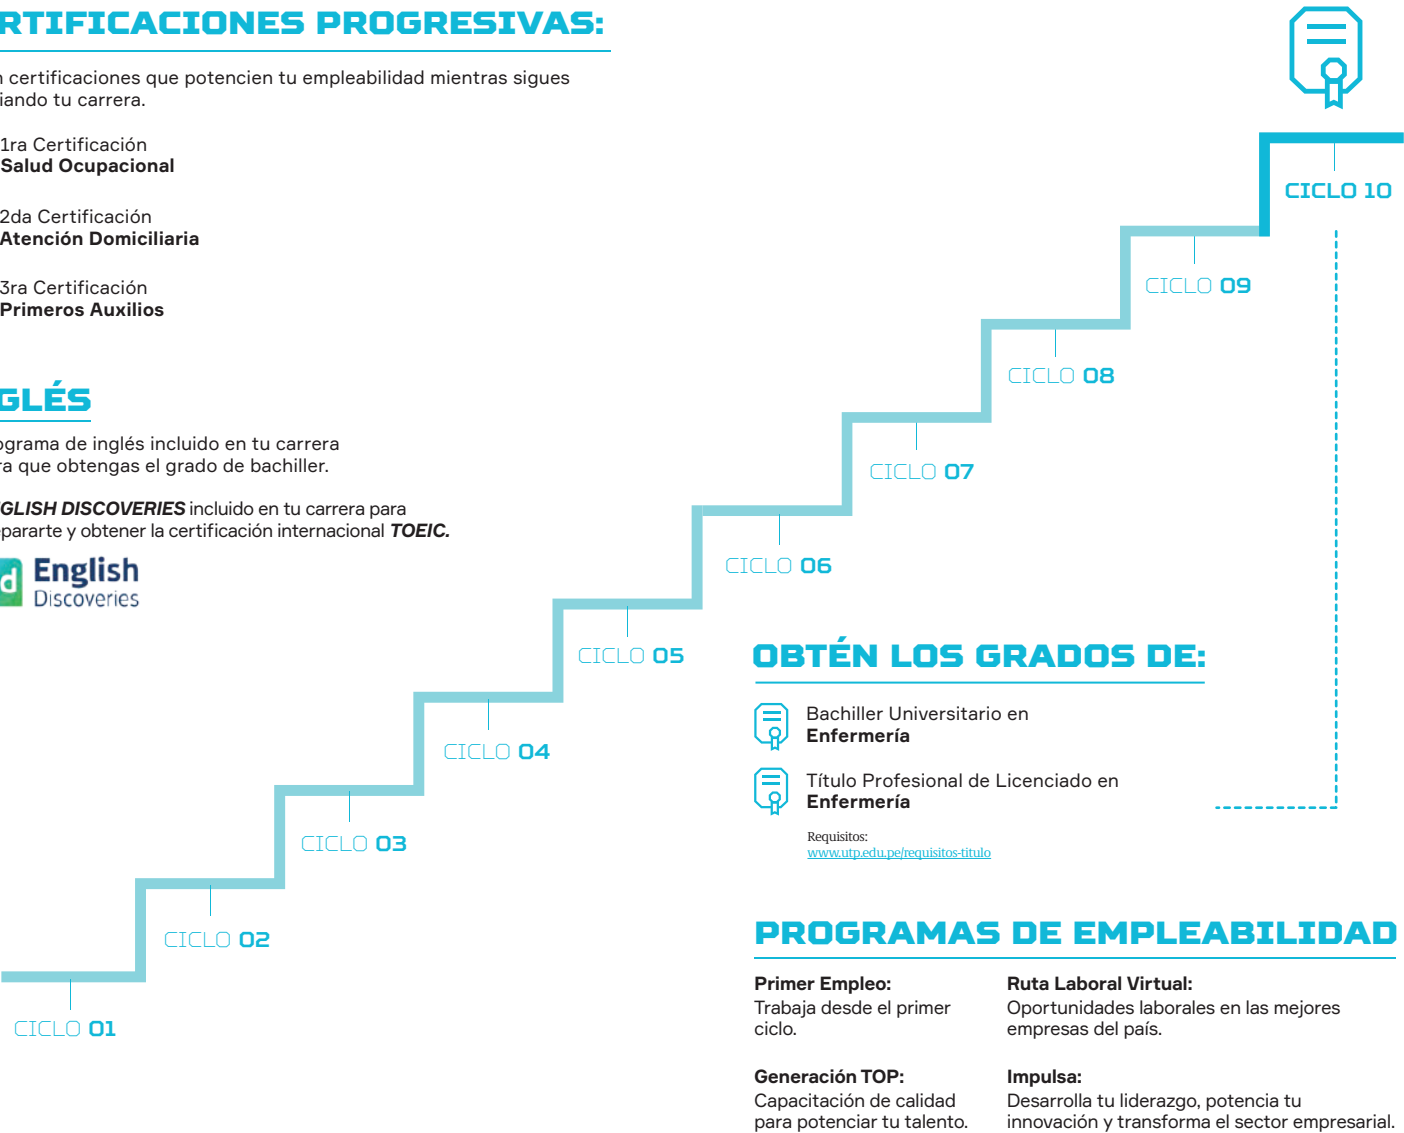 RTIFICACIONES PROGRESIVAS:
n certificaciones que potencien tu empleabilidad mientras sigues
iando tu carrera.
1ra Certificación
Salud Ocupacional
2da Certificación
Atención Domiciliaria
3ra Certificación
Primeros Auxilios
GLÉS
ograma de inglés incluido en tu carrera
ra que obtengas el grado de bachiller.
GLISH DISCOVERIES incluido en tu carrera para
epararte y obtener la certificación internacional TOEIC.
d English
Discoveries
CICLO 10
CICLO 09
CICLO 08
CICLO 07
CICLO 06
CICLO 05
CICLO 04
CICLO 03
CICLO 02
CICLO 01
OBTÉN LOS GRADOS DE:
Bachiller Universitario en
Enfermería
Título Profesional de Licenciado en
Enfermería
Requisitos:
www.utp.edu.pe/requisitos-titulo
PROGRAMAS DE EMPLEABILIDAD
Primer Empleo:
Trabaja desde el primer
ciclo.
Ruta Laboral Virtual:
Oportunidades laborales en las mejores
empresas del país.
Generación TOP:
Capacitación de calidad
para potenciar tu talento.
Impulsa:
Desarrolla tu liderazgo, potencia tu
innovación y transforma el sector empresarial.